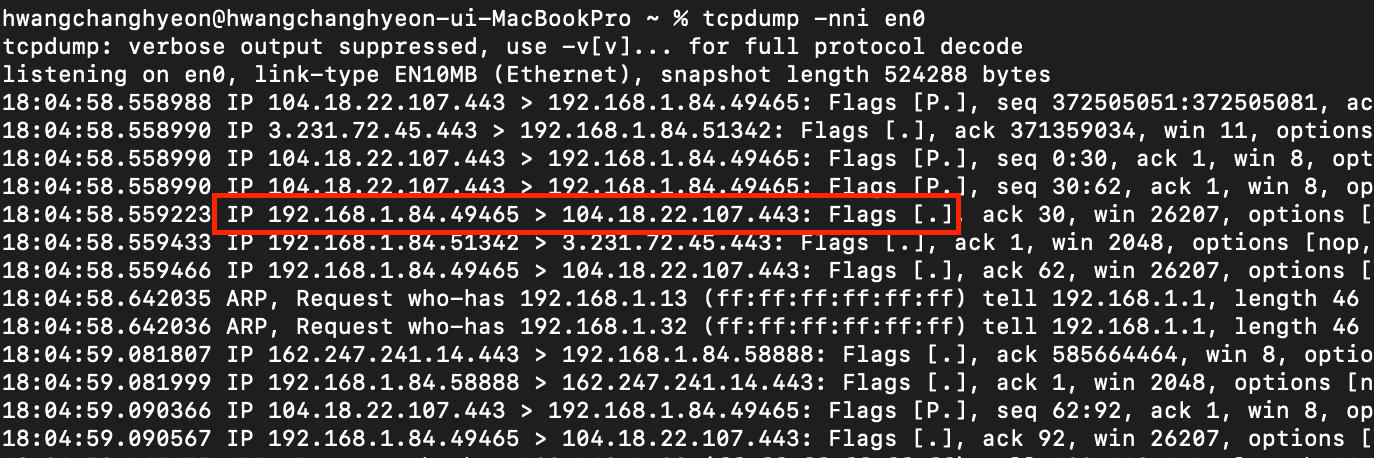 hwangchanghyeon@hwangchanghyeon-ui-MacBookPro ~ % tcpdump -nni en0
tcpdump: verbose output suppressed, use -v[v]... for full protocol decode
listening on en0, link-type EN10MB (Ethernet), snapshot length 524288 bytes
18:04:58.558988 IP 104.18.22.107.443 > 192.168.1.84.49465: Flags [P.], seq 372505051:372505081, ac
18:04:58.558990 IP 3.231.72.45.443 > 192.168.1.84.51342: Flags [.], ack 371359034, win 11, options
18:04:58.558990 IP 104.18.22.107.443 > 192.168.1.84.49465: Flags [P.], seq 0:30, ack 1, win 8, opt
18:04:58.558990 IP 104.18.22.107.443 > 192.168.1.84.49465: Flags [P.], seq 30:62, ack 1, win 8, op
18:04:58.559223 IP 192.168.1.84.49465 > 104.18.22.107.443: Flags [.], ack 30, win 26207, options [
18:04:58.559433 IP 192.168.1.84.51342 > 3.231.72.45.443: Flags [.], ack 1, win 2048, options [nop,
18:04:58.559466 IP 192.168.1.84.49465 > 104.18.22.107.443: Flags [.], ack 62, win 26207, options [
18:04:58.642035 ARP, Request who-has 192.168.1.13 (ff:ff:ff:ff:ff:ff) tell 192.168.1.1, length 46
18:04:58.642036 ARP, Request who-has 192.168.1.32 (ff:ff:ff:ff:ff:ff) tell 192.168.1.1, length 46
18:04:59.081807 IP 162.247.241.14.443 > 192.168.1.84.58888: Flags [.], ack 585664464, win 8, optio
18:04:59.081999 IP 192.168.1.84.58888 > 162.247.241.14.443: Flags [.], ack 1, win 2048, options [n
18:04:59.090366 IP 104.18.22.107.443 > 192.168.1.84.49465: Flags [P.], seq 62:92, ack 1, win 8, op
18:04:59.090567 IP 192.168.1.84.49465 > 104.18.22.107.443: Flags [.], ack 92, win 26207, options [